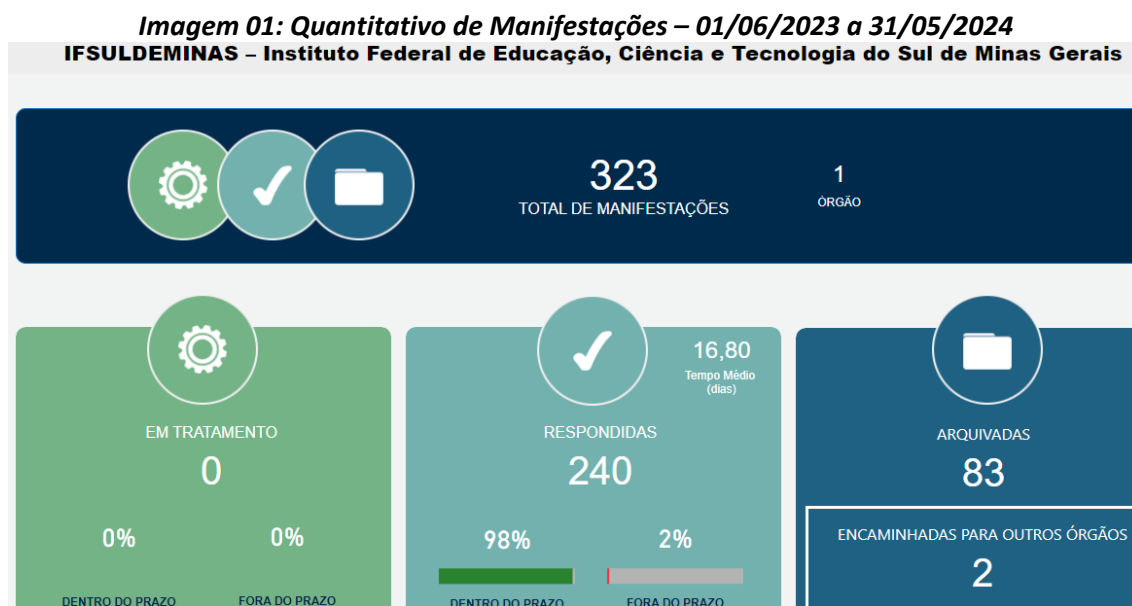 Imagem 01: Quantitativo de Manifestações – 01/06/2023 a 31/05/2024
IFSULDEMINAS – Instituto Federal de Educação, Ciência e Tecnologia do Sul de Minas Gerais
323
TOTAL DE MANIFESTAÇÕES
1
ÓRGÃO
EM TRATAMENTO
0
0%
0%
DENTRO DO PRAZO
FORA DO PRAZO
16,80
Tempo Médio
(dias)
RESPONDIDAS
240
98%
2%
DENTRO DO PRAZO
FORA DO PRAZO
ARQUIVADAS
83
ENCAMINHADAS PARA OUTROS ÓRGÃOS
2